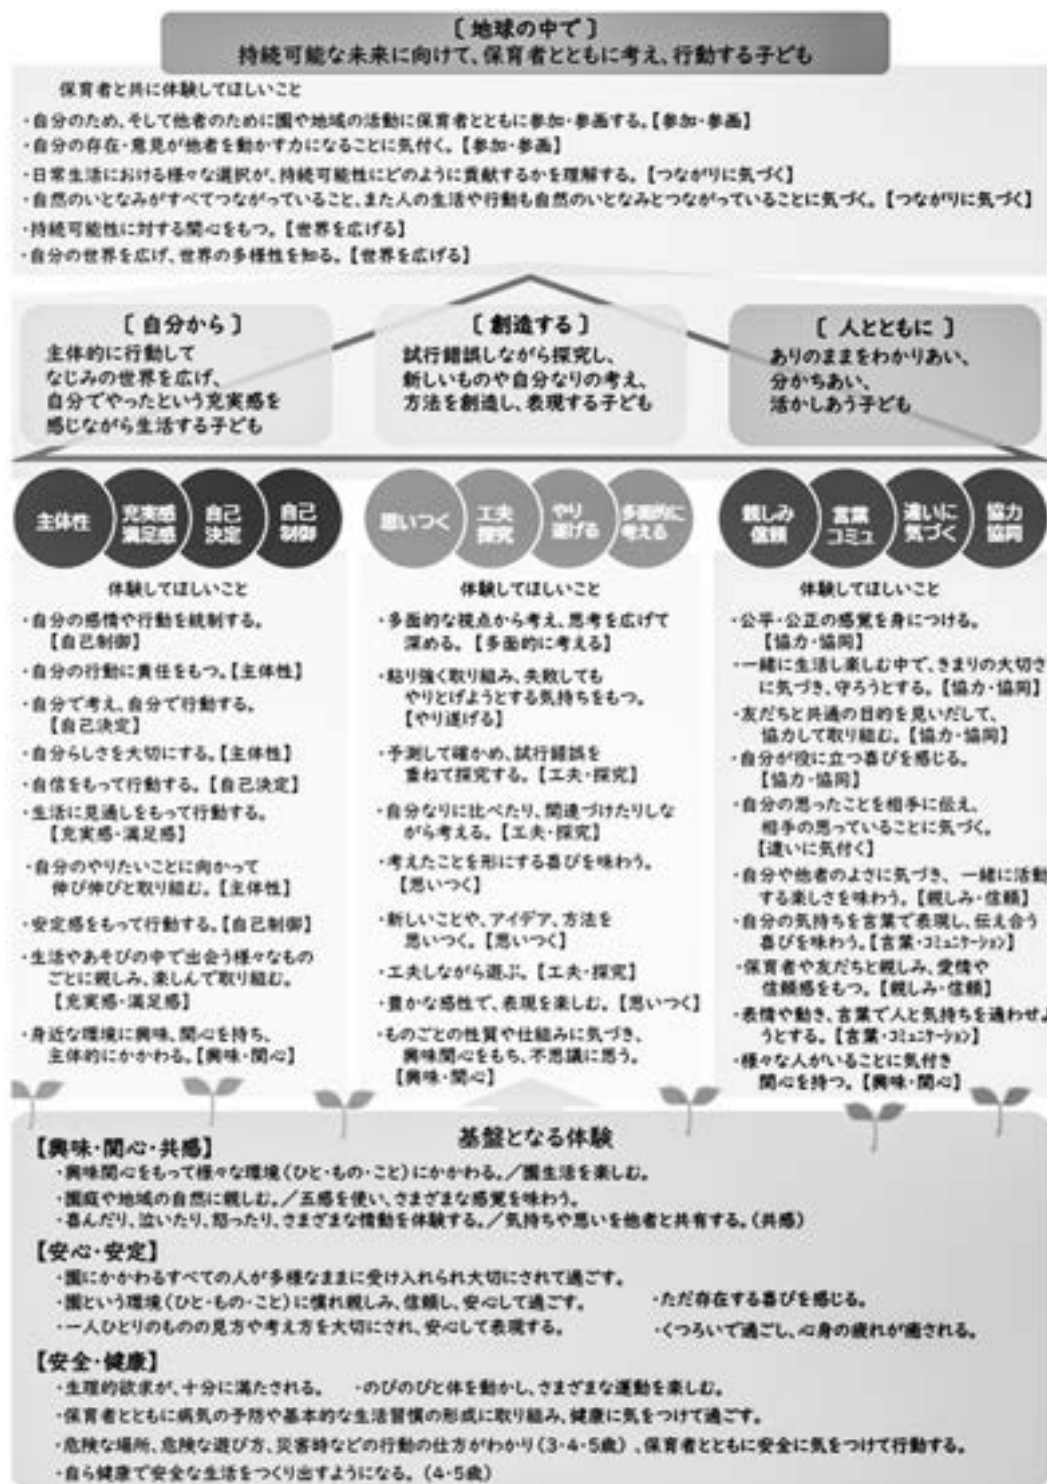 ［ 地球の中で ］
持続可能な未来に向けて、保育者とともに考え、行動する子ども
保育者と共に体験してほしいこと
・自分のため、そして他者のために園や地域の活動に保育者とともに参加・参画する。【参加・参画】
・自分の存在・意見が他者を動かす力になることに気付く。【参加・参画】
・日常生活における様々な選択が、持続可能性にどのように貢献するかを理解する。【つながりに気づく】
・自然のいとなみがすべてつながっていること、また人の生活や行動も自然のいとなみとつながっていることに気づく。【つながりに気づく】
・持続可能性に対する関心をもつ。【世界を広げる】
・自分の世界を広げ、世界の多様性を知る。【世界を広げる】
［ 自分から ］
主体的に行動して
なじみの世界を広げ、
自分でやったという充実感を
感じながら生活する子ども
［ 創造する ］
試行錯誤しながら探究し、
新しいものや自分なりの考え、
方法を創造し、表現する子ども
［ 人とともに ］
ありのままをわかりあい、
分かちあい、
活かしあう子ども
主体性
充実感
満足感
自己
決定
自己
制御
思いつく
工夫
探究
やり
遂げる
多面的に
考える
親しみ
信頼
言葉
コミュ
違いに
気づく
協力
協同
体験してほしいこと
・自分の感情や行動を統制する。
【自己制御】
・自分の行動に責任をもつ。【主体性】
・自分で考え、自分で行動する。
【自己決定】
・自分らしさを大切にする。【主体性】
・自信をもって行動する。【自己決定】
・生活に見通しをもって行動する。
【充実感・満足感】
・自分のやりたいことに向かって
伸び伸びと取り組む。【主体性】
・安定感をもって行動する。【自己制御】
・生活やあそびの中で出会う様々なもの
ごとに親しみ、楽しんで取り組む。
【充実感・満足感】
・身近な環境に興味、関心を持ち、
主体的にかかわる。【興味・関心】
体験してほしいこと
・多面的な視点から考え、思考を広げて
深める。【多面的に考える】
・粘り強く取り組み、失敗しても
やりとげようとする気持ちをもつ。
【やり遂げる】
・予測して確かめ、試行錯誤を
重ねて探究する。【工夫・探究】
・自分なりに比べたり、関連づけたりしな
がら考える。【工夫・探究】
・考えたことを形にする喜びを味わう。
【思いつく】
・新しいことや、アイデア、方法を
思いつく。【思いつく】
・工夫しながら遊ぶ。【工夫・探究】
・豊かな感性で、表現を楽しむ。【思いつく】
・ものごとの性質や仕組みに気づき、
興味関心をもち、不思議に思う。
【興味・関心】
体験してほしいこと
・公平・公正の感覚を身につける。
【協力・協同】
・一緒に生活し楽しむ中で、きまりの大切さ
に気づき、守ろうとする。【協力・協同】
・友だちと共通の目的を見いだして、
協力して取り組む。【協力・協同】
・自分が役に立つ喜びを感じる。
【協力・協同】
・自分の思ったことを相手に伝え、
相手の思っていることに気づく。
【違いに気付く】
・自分や他者のよさに気づき、一緒に活動
する楽しさを味わう。【親しみ・信頼】
・自分の気持ちを言葉で表現し、伝え合う
喜びを味わう。【言葉・コミュニケーション】
・保育者や友だちと親しみ、愛情や
信頼感をもつ。【親しみ・信頼】
・表情や動き、言葉で人と気持ちを通わせよ
うとする。【言葉・コミュニケーション】
・様々な人がいることに気付き
関心を持つ。【興味・関心】
基盤となる体験
【興味・関心・共感】
・興味関心をもって様々な環境（ひと・もの・こと）にかかわる。／園生活を楽しむ。
・園庭や地域の自然に親しむ。／五感を使い、さまざまな感覚を味わう。
・喜んだり、泣いたり、怒ったり、さまざまな情動を体験する。／気持ちや思いを他者と共有する。（共感）
【安心・安定】
・園にかかわるすべての人が多様なままに受け入れられ大切にされて過ごす。
・園という環境（ひと・もの・こと）に慣れ親しみ、信頼し、安心して過ごす。
・ただ存在する喜びを感じる。
・一人ひとりのものの見方や考え方を大切にされ、安心して表現する。
・くつろいで過ごし、心身の疲れが癒される。
【安全・健康】
・生理的欲求が、十分に満たされる。 ・のびのびと体を動かし、さまざまな運動を楽しむ。
・保育者とともに病気の予防や基本的な生活習慣の形成に取り組み、健康に気をつけて過ごす。
・危険な場所、危険な遊び方、災害時などの行動の仕方がわかり（3・4・5歳）、保育者とともに安全に気をつけて行動する。
・自ら健康で安全な生活をつくり出すようになる。（4・5歳）